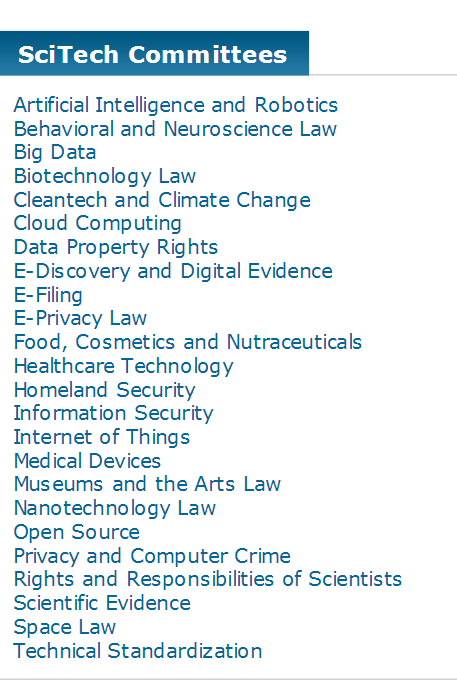 SciTech Committees
Artificial Intelligence and Robotics
Behavioral and Neuroscience Law
Big Data
Biotechnology Law
Cleantech and Climate Change
Cloud Computing
Data Property Rights
E-Discovery and Digital Evidence
E-Filing
E-Privacy Law
Food, Cosmetics and Nutraceuticals
Healthcare Technology
Homeland Security
Information Security
Internet of Things
Medical Devices
Museums and the Arts Law
Nanotechnology Law
Open Source
Privacy and Computer Crime
Rights and Responsibilities of Scientists
Scientific Evidence
Space Law
Technical Standardization